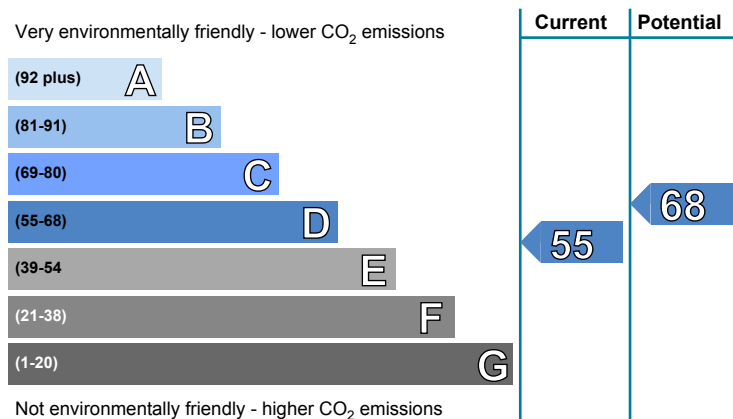 Current Potential
Very environmentally friendly - lower CO₂ emissions
(92 plus) A
(81-91) B
(69-80) C
(55-68) D
(39-54 E
(21-38) F
(1-20) G
55
68
Not environmentally friendly - higher CO₂ emissions